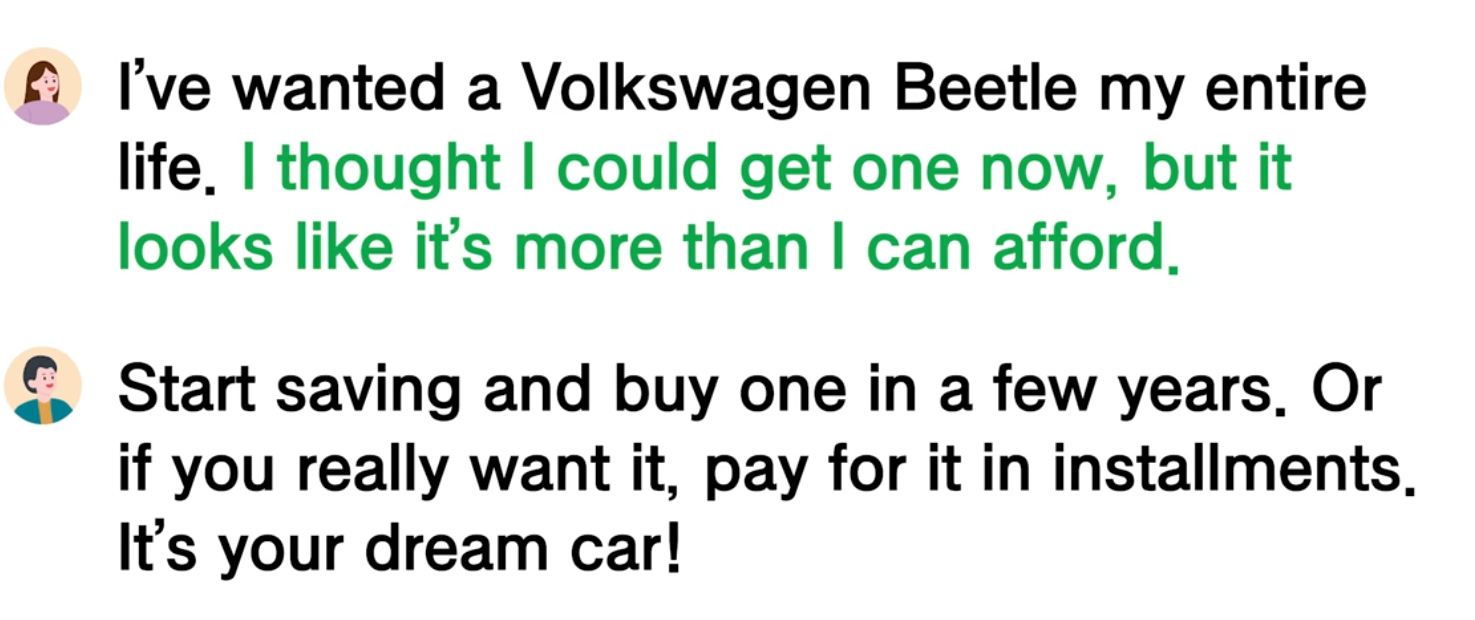 I’ve wanted a Volkswagen Beetle my entire
life. I thought I could get one now, but it
looks like it’s more than I can afford.
Start saving and buy one in a few years. Or
if you really want it, pay for it in installments.
It’s your dream car!